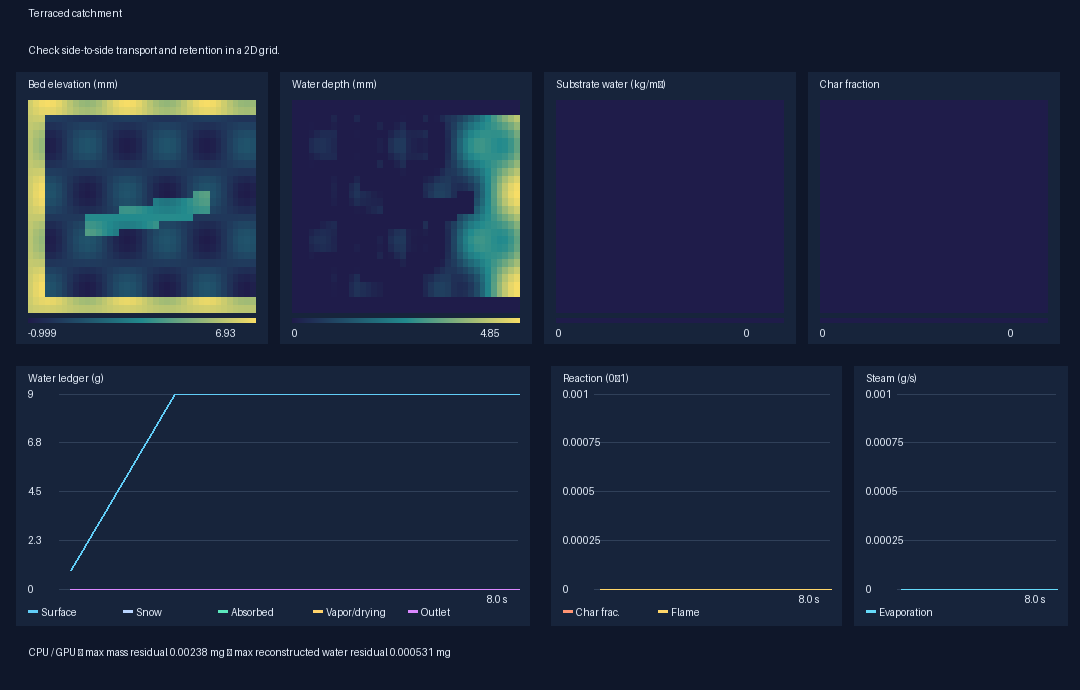 Terraced catchment
Check side-to-side transport and retention in a 2D grid.
Bed elevation (mm)
Water depth (mm)
Substrate water (kg/m□)
Char fraction
-0.999 6.93
0 4.85
0 0
0 0
Water ledger (g)
9
6.8
4.5
2.3
0
8.0 s
Surface Snow Absorbed Vapor/drying Outlet
Reaction (0□1)
0.001
0.00075
0.0005
0.00025
0
8.0 s
Char frac. Flame
Steam (g/s)
0.001
0.00075
0.0005
0.00025
0
8.0 s
Evaporation
CPU / GPU □ max mass residual 0.00238 mg □ max reconstructed water residual 0.000531 mg